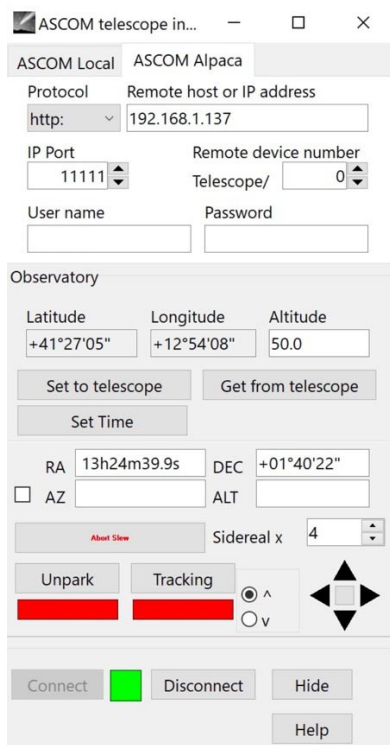 ASCOM telescope in...
ASCOM Local ASCOM Alpaca
Protocol Remote host or IP address
http: 192.168.1.137
IP Port Remote device number
11111 Telescope/ 0
User name Password
Observatory
Latitude Longitude Altitude
+41°27'05" +12°54'08" 50.0
Set to telescope Get from telescope
Set Time
RA 13h24m39.9s DEC +01°40'22"
AZ ALT
Abort Slew Sidereal x 4
Unpark Tracking ^
v
Connect Disconnect Hide
Help